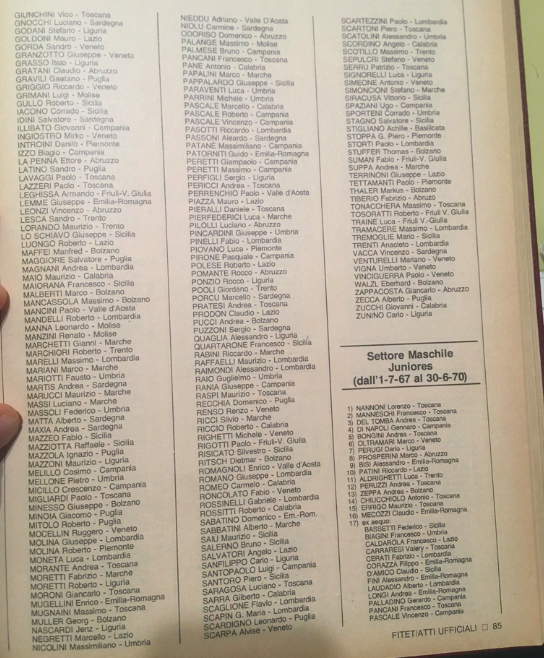 GIUNCHINI Vico - Toscana
GNOCCHI Luciano - Sardegna
GODANI Stefano - Liguria
GOLDONI Mauro - Lazio
GORDA Sandro - Veneto
GRANZOTTO Giuseppe - Veneto
GRASSO Italo - Liguria
GRATANI Claudio - Abruzzo
GRAVILI Gaetano - Puglia
GRIGGIO Riccardo - Veneto
GRIMANI Luigi - Molise
GULLO Roberto - Sicilia
IACONO Corrado - Sicilia
IDINI Salvatore - Sardegna
ILLIBATO Giovanni - Campania
INGIOSTRO Mirko - Veneto
INTROINI Danilo - Piemonte
IZZO Biagio - Campania
LA PENNA Ettore - Abruzzo
LATINO Sandro - Puglia
LAVAGGI Paolo - Toscana
LAZZERI Paolo - Toscana
LEGHISSA Armando - Friuli-V. Giulia
LEMME Giuseppe - Emilia-Romagna
LEONZI Vincenzo - Abruzzo
LESCA Sandro - Trento
LORANDO Maurizio - Trento
LO SCHIAVO Giuseppe - Sicilia
LUONGO Roberto - Lazio
MAFFEI Manfred - Bolzano
MAGGIORE Salvatore - Puglia
MAGNANI Andrea - Lombardia
MAIO Maurizio - Calabria
MAIORANA Francesco - Sicilia
MALBERTI Marco - Bolzano
MANCASSOLA Massimo - Bolzano
MANCINI Paolo - Valle d'Aosta
MANDELLI Roberto - Lombardia
MANNA Leonardo - Molise
MANZINI Renato - Molise
MARCHETTI Gianni - Marche
MARCHIORI Roberto - Trento
MARELLI Massimo - Lombardia
MARIANI Marco - Marche
MARIOTTI Fausto - Umbria
MARTIS Andrea - Sardegna
MARUCCI Maurizio - Marche
MASSI Luciano - Marche
MASSOLI Federico - Umbria
MATTA Alberto - Sardegna
MAXIA Andrea - Sardegna
MAZZEO Fabio - Sicilia
MAZZIOTTA Raffaele - Sicilia
MAZZOLA Ignazio - Puglia
MAZZONI Maurizio - Liguria
MELILLO Cosimo - Campania
MELLONE Pietro - Umbria
MICILLO Crescenzo - Campania
MIGLIARDI Paolo - Toscana
MINESSO Giuseppe - Bolzano
MINOIA Giacomo - Puglia
MITOLO Roberto - Puglia
MOCELLIN Ruggero - Veneto
MOLINA Giuseppe - Lombardia
MOLINA Roberto - Piemonte
MONETA Luca - Lombardia
MORANTE Andrea - Toscana
MORETTI Fabrizio - Marche
MORETTI Roberto - Liguria
MORONI Giancarlo - Toscana
MUGELLINI Enrico - Emilia-Romagna
MUGNAINI Massimo - Toscana
MULLER Georg - Bolzano
NASCARDI Jenz - Liguria
NEGRETTI Marcello - Lazio
NICOLINI Massimiliano - Umbria
NIEDDU Adriano - Valle D'Aosta
NIOLU Carmine - Sardegna
ODORISO Domenico - Abruzzo
PALANGE Massimo - Molise
PALMESE Bruno - Campania
PANCANI Francesco - Toscana
PANE Antonio - Calabria
PAPALINI Marco - Marche
PAPPALARDO Giuseppe - Sicilia
PARAVENTI Luca - Umbria
PARRINI Michele - Umbria
PASCALE Marcello - Calabria
PASCALE Roberto - Campania
PASCALE Vincenzo - Campania
PASOTTI Riccardo - Lombardia
PASSONI Aleardo - Sardegna
PATANE Massimiliano - Campania
PATORNITI Guido - Emilia-Romagna
PERETTI Giampaolo - Campania
PERETTI Massimo - Campania
PERFIGLI Sergio - Liguria
PERICCI Andrea - Toscana
PERRENCHIO Paolo - Valle d'Aosta
PIAZZA Mauro - Lazio
PIERALLI Daniele - Toscana
PIERFEDERICI Luca - Marche
PILOLLI Luciano - Abruzzo
PINCARDINI Giuseppe - Umbria
PINELLI Fabio - Lombardia
PIOVANO Luca - Piemonte
PIRONE Pasquale - Campania
POLESE Roberto - Lazio
POMANTE Rocco - Abruzzo
PONZIO Rocco - Liguria
POOLI Giordano - Trento
PORCU Marcello - Sardegna
PRATESI Andrea - Toscana
PRODON Claudio - Lazio
PUCCI Andrea - Bolzano
PUZZONI Sergio - Sardegna
QUAGLIA Alessandro - Liguria
QUARTARONE Francesco - Sicilia
RABINI Riccardo - Marche
RAFFAELLI Maurizio - Lombardia
RAIMONDI Alessandro - Lombardia
RAIO Guglielmo - Umbria
RANIA Giuseppe - Campania
RASPI Maurizio - Toscana
RECCHIA Domenico - Puglia
RENSO Renzo - Veneto
RICCI Silvio - Marche
RICCIO Roberto - Calabria
RIGHETTI Michele - Veneto
RIGOTTI Paolo - Friuli-V. Giulia
RISICATO Silvestro - Sicilia
RITSCH Dietmar - Bolzano
ROMAGNOLI Enrico - Valle d'Aosta
ROMANO Giuseppe - Lombardia
ROMEO Carmelo - Calabria
RONCOLATO Fabio - Veneto
ROSSINELLI Gabriele - Lombardia
ROSSITTI Roberto - Calabria
SABATINO Domenico - Em.-Rom.
SABBATINI Alberto - Marche
SAIU Maurizio - Sicilia
SALERNO Bruno - Sicilia
SALVATORI Angelo - Lazio
SANFILIPPO Carlo - Liguria
SANTOPAOLO Luigi - Campania
SANTORO Piero - Sicilia
SARAGOSA Luciano - Toscana
SARRA Gilberto - Calabria
SCAGLIONE Flavio - Lombardia
SCAPIN G. Maria - Lombardia
SCARDIGNO Leonardo - Puglia
SCARPA Alvise - Veneto
SCARTEZZINI Paolo - Lombardia
SCARTONI Piero - Toscana
SCATOLINI Alessandro - Umbria
SCORDINO Angelo - Calabria
SCOTTI Massimo - Trento
SEPULCRI Stefano - Veneto
SERRU Patrizio - Toscana
SIGNORELLI Luca - Liguria
SIMEONE Antonio - Veneto
SIMONCIONI Stefano - Marche
SIRACUSA Vittorio - Sicilia
SPAZIANI Ugo - Campania
SPORTENI Corrado - Umbria
STAGNO Salvatore - Sicilia
STIGLIANO Achille - Basilicata
STOPPA G. Piero - Piemonte
STORTI Paolo - Lombardia
STUFFER Thomas - Bolzano
SUMAN Fabio - Friuli-V. Giulia
SUPPA Andrea - Marche
TERRINONI Giuseppe - Lazio
TETTAMANTI Paolo - Piemonte
THALER Markus - Bolzano
TIBERIO Fabrizio - Abruzzo
TONACCHERA Massimo - Toscana
TOSORATTI Roberto - Friuli V. Giulia
TRAINE Luca - Friuli V.-Giulia
TRAMACERE Massimo - Lombardia
TREMOGLIE Mario - Sicilia
TRENTI Anacleto - Lombardia
VACCA Vincenzo - Sardegna
VENTURELLI Mariano - Veneto
VIGNA Umberto - Veneto
VINCIGUERRA Paolo - Veneto
WALZL Eberhard - Bolzano
ZAPPACOSTA Giancarlo - Abruzzo
ZECCA Alberto - Puglia
ZUCCHI Giovanni - Calabria
ZUNINO Carlo - Liguria
Settore Maschile
Juniores
(dall'1-7-67 al 30-6-70)
1) NANNONI Lorenzo - Toscana
2) MANNESCHI Francesco - Toscana
3) DEL TOMBA Andrea - Toscana
4) DI NAPOLI Gennaro - Campania
5) BONGINI Andrea - Toscana
6) OLTRAMARI Marco - Veneto
7) PERUGI Dario - Liguria
8) PROSPERINI Marco - Abruzzo
9) BISI Alessandro - Emilia-Romagna
10) PATINI Riccardo - Lazio
11) ALDRIGHETTI Luca - Trento
12) PERUZZI Andrea - Toscana
13) ZEPPA Andrea - Bolzano
14) CHIUCCHIOLO Antonio - Toscana
15) ERRIGO Maurizio - Toscana
16) MECOZZI Claudio - Emilia-Romagna
17) ex aequo:
BASSETTI Federico - Sicilia
BIAGINI Francesco - Umbria
CALDAROLA Francesco - Lazio
CARRARESI Valery - Toscana
CERATI Fabrizio - Lombardia
CORAZZA Filippo - Emilia-Romagna
D'AMICO Claudio - Sicilia
FINI Alessandro - Emilia-Romagna
LAUDACIO Alberto - Lombardia
LONGI Andrea - Emilia-Romagna
PALLADINO Gerardo - Campania
PANCANI Francesco - Toscana
PASCALE Vincenzo - Campania
FITET/ATTI UFFICIALI □ 85